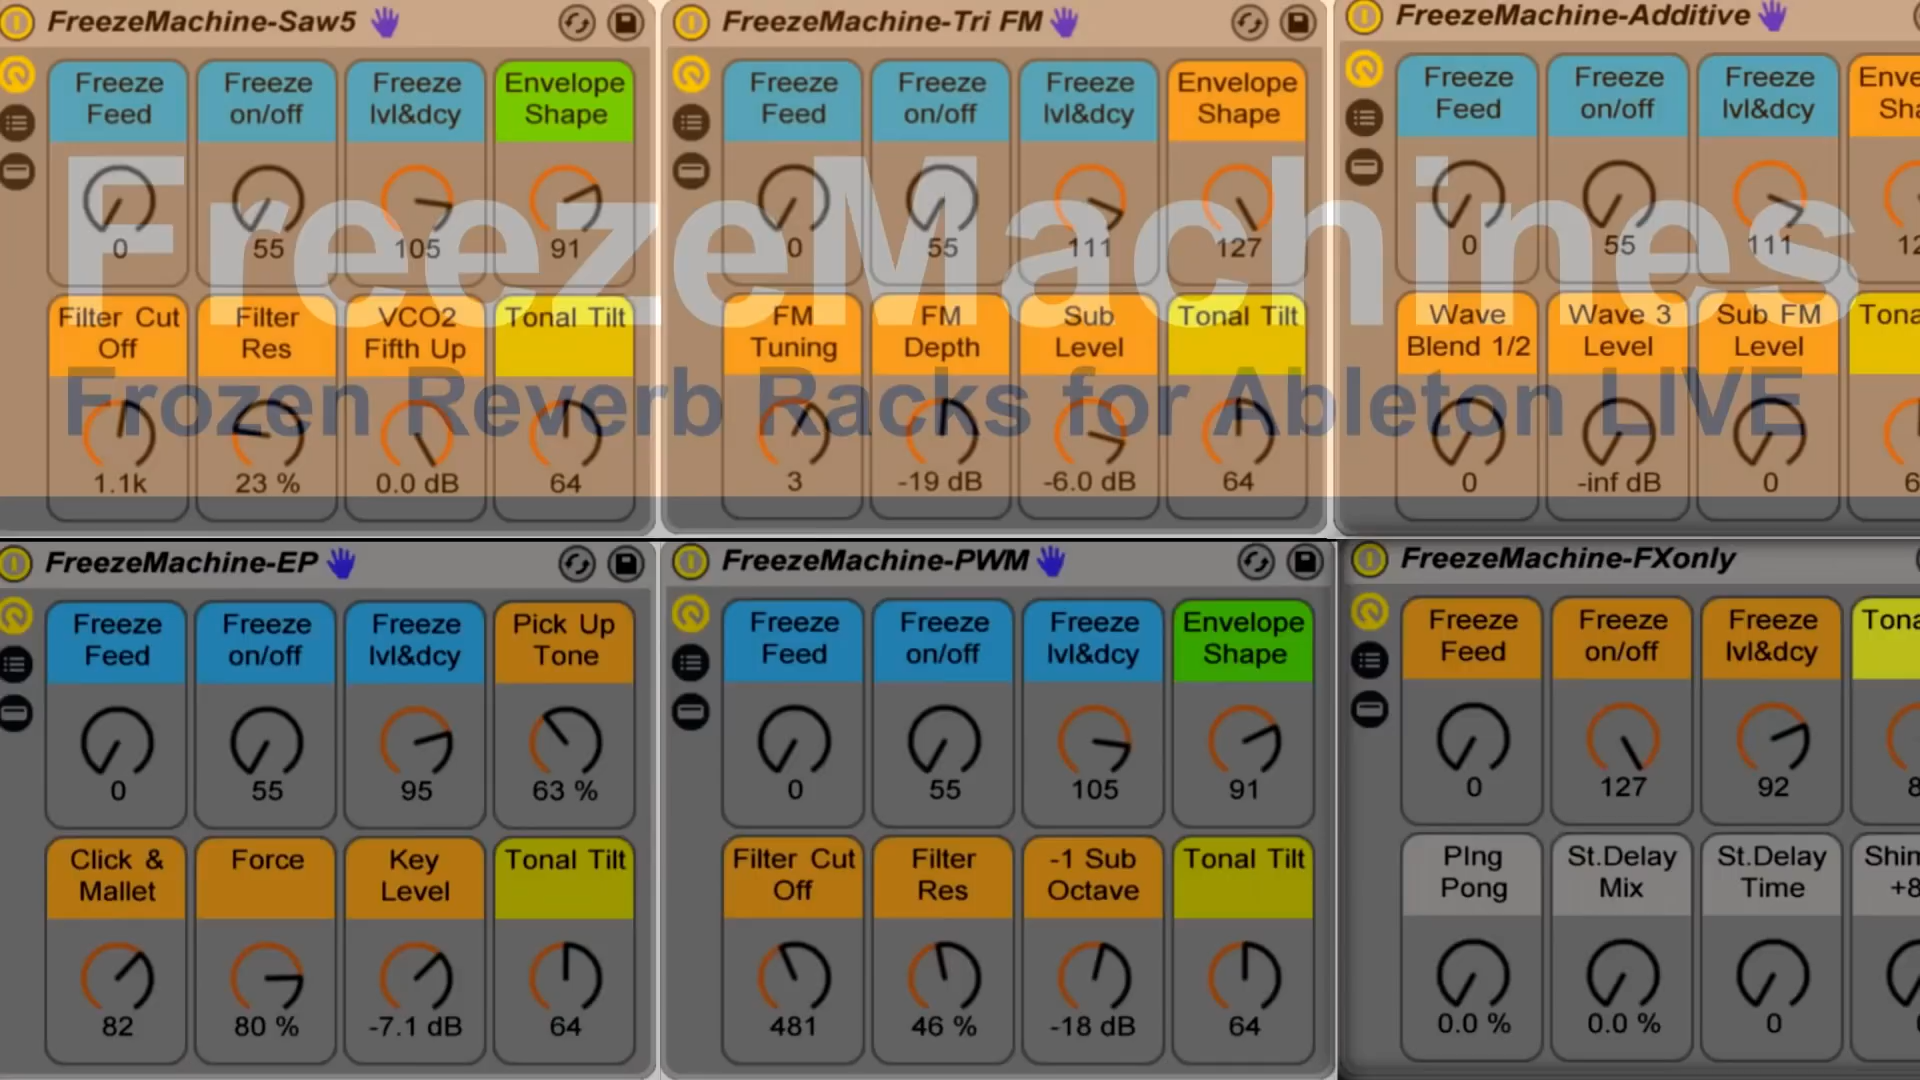 FreezeMachine-Saw5
Freeze Feed
Freeze on/off
Freeze lvl&dcy
Envelope Shape
0
55
105
91
Filter Cut Off
Filter Res
VCO2 Fifth Up
Tonal Tilt
1.1k
23 %
0.0 dB
64
FreezeMachine-Tri FM
Freeze Feed
Freeze on/off
Freeze lvl&dcy
Envelope Shape
0
55
111
127
FM Tuning
FM Depth
Sub Level
Tonal Tilt
3
-19 dB
-6.0 dB
64
FreezeMachine-Additive
Freeze Feed
Freeze on/off
Freeze lvl&dcy
0
55
111
Wave Blend 1/2
Wave 3 Level
Sub FM Level
0
-inf dB
0
FreezeMachines
Frozen Reverb Racks for Ableton LIVE
FreezeMachine-EP
Freeze Feed
Freeze on/off
Freeze lvl&dcy
Pick Up Tone
0
55
95
63 %
Click & Mallet
Force
Key Level
Tonal Tilt
82
80 %
-7.1 dB
64
FreezeMachine-PWM
Freeze Feed
Freeze on/off
Freeze lvl&dcy
Envelope Shape
0
55
105
91
Filter Cut Off
Filter Res
-1 Sub Octave
Tonal Tilt
481
46 %
-18 dB
64
FreezeMachine-FXonly
Freeze Feed
Freeze on/off
Freeze lvl&dcy
0
127
92
PIng Pong
St.Delay Mix
St.Delay Time
0.0 %
0.0 %
0